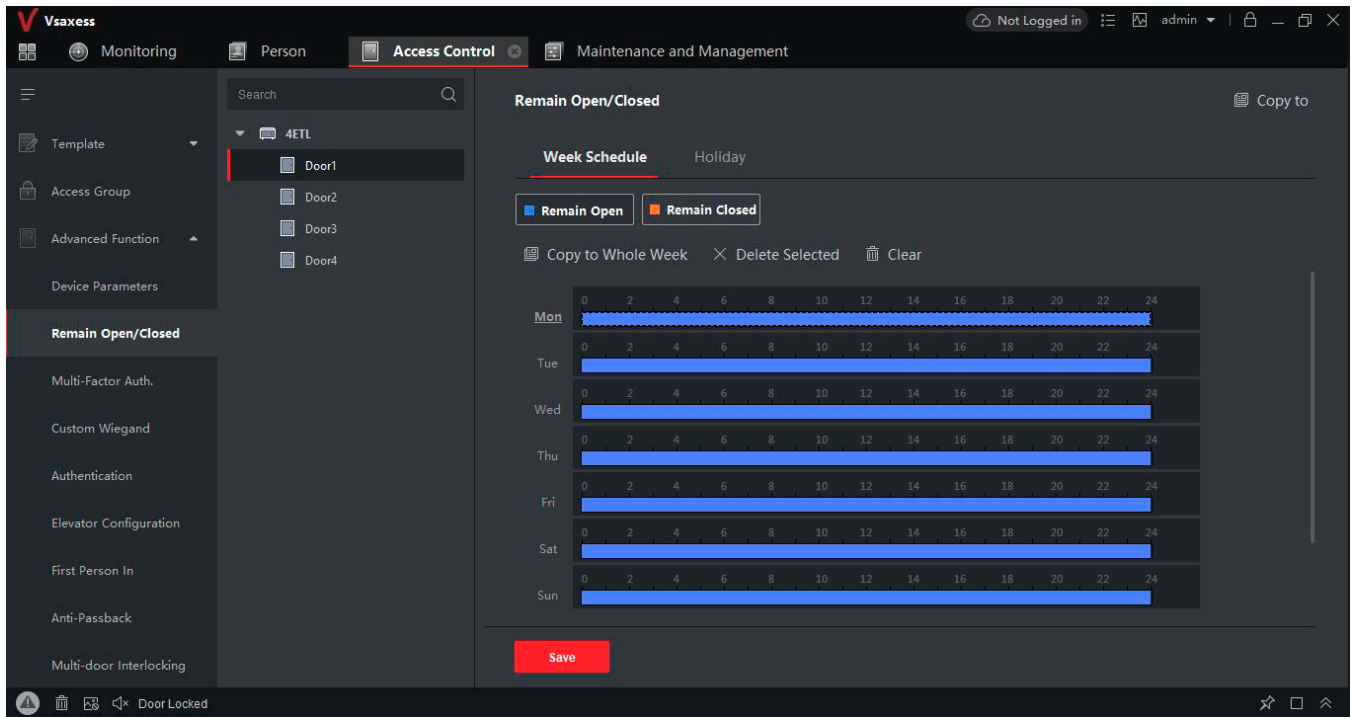 Vsaxess
Not Logged in
admin
Monitoring
Person
Access Control
Maintenance and Management
Template
Access Group
Advanced Function
Device Parameters
Remain Open/Closed
Multi-Factor Auth.
Custom Wiegand
Authentication
Elevator Configuration
First Person In
Anti-Passback
Multi-door Interlocking
Search
4ETL
Door1
Door2
Door3
Door4
Remain Open/Closed
Copy to
Week Schedule Holiday
Remain Open Remain Closed
Copy to Whole Week Delete Selected Clear
0 2 4 6 8 10 12 14 16 18 20 22 24
Mon
0 2 4 6 8 10 12 14 16 18 20 22 24
Tue
0 2 4 6 8 10 12 14 16 18 20 22 24
Wed
0 2 4 6 8 10 12 14 16 18 20 22 24
Thu
0 2 4 6 8 10 12 14 16 18 20 22 24
Fri
0 2 4 6 8 10 12 14 16 18 20 22 24
Sat
0 2 4 6 8 10 12 14 16 18 20 22 24
Sun
Save
Door Locked